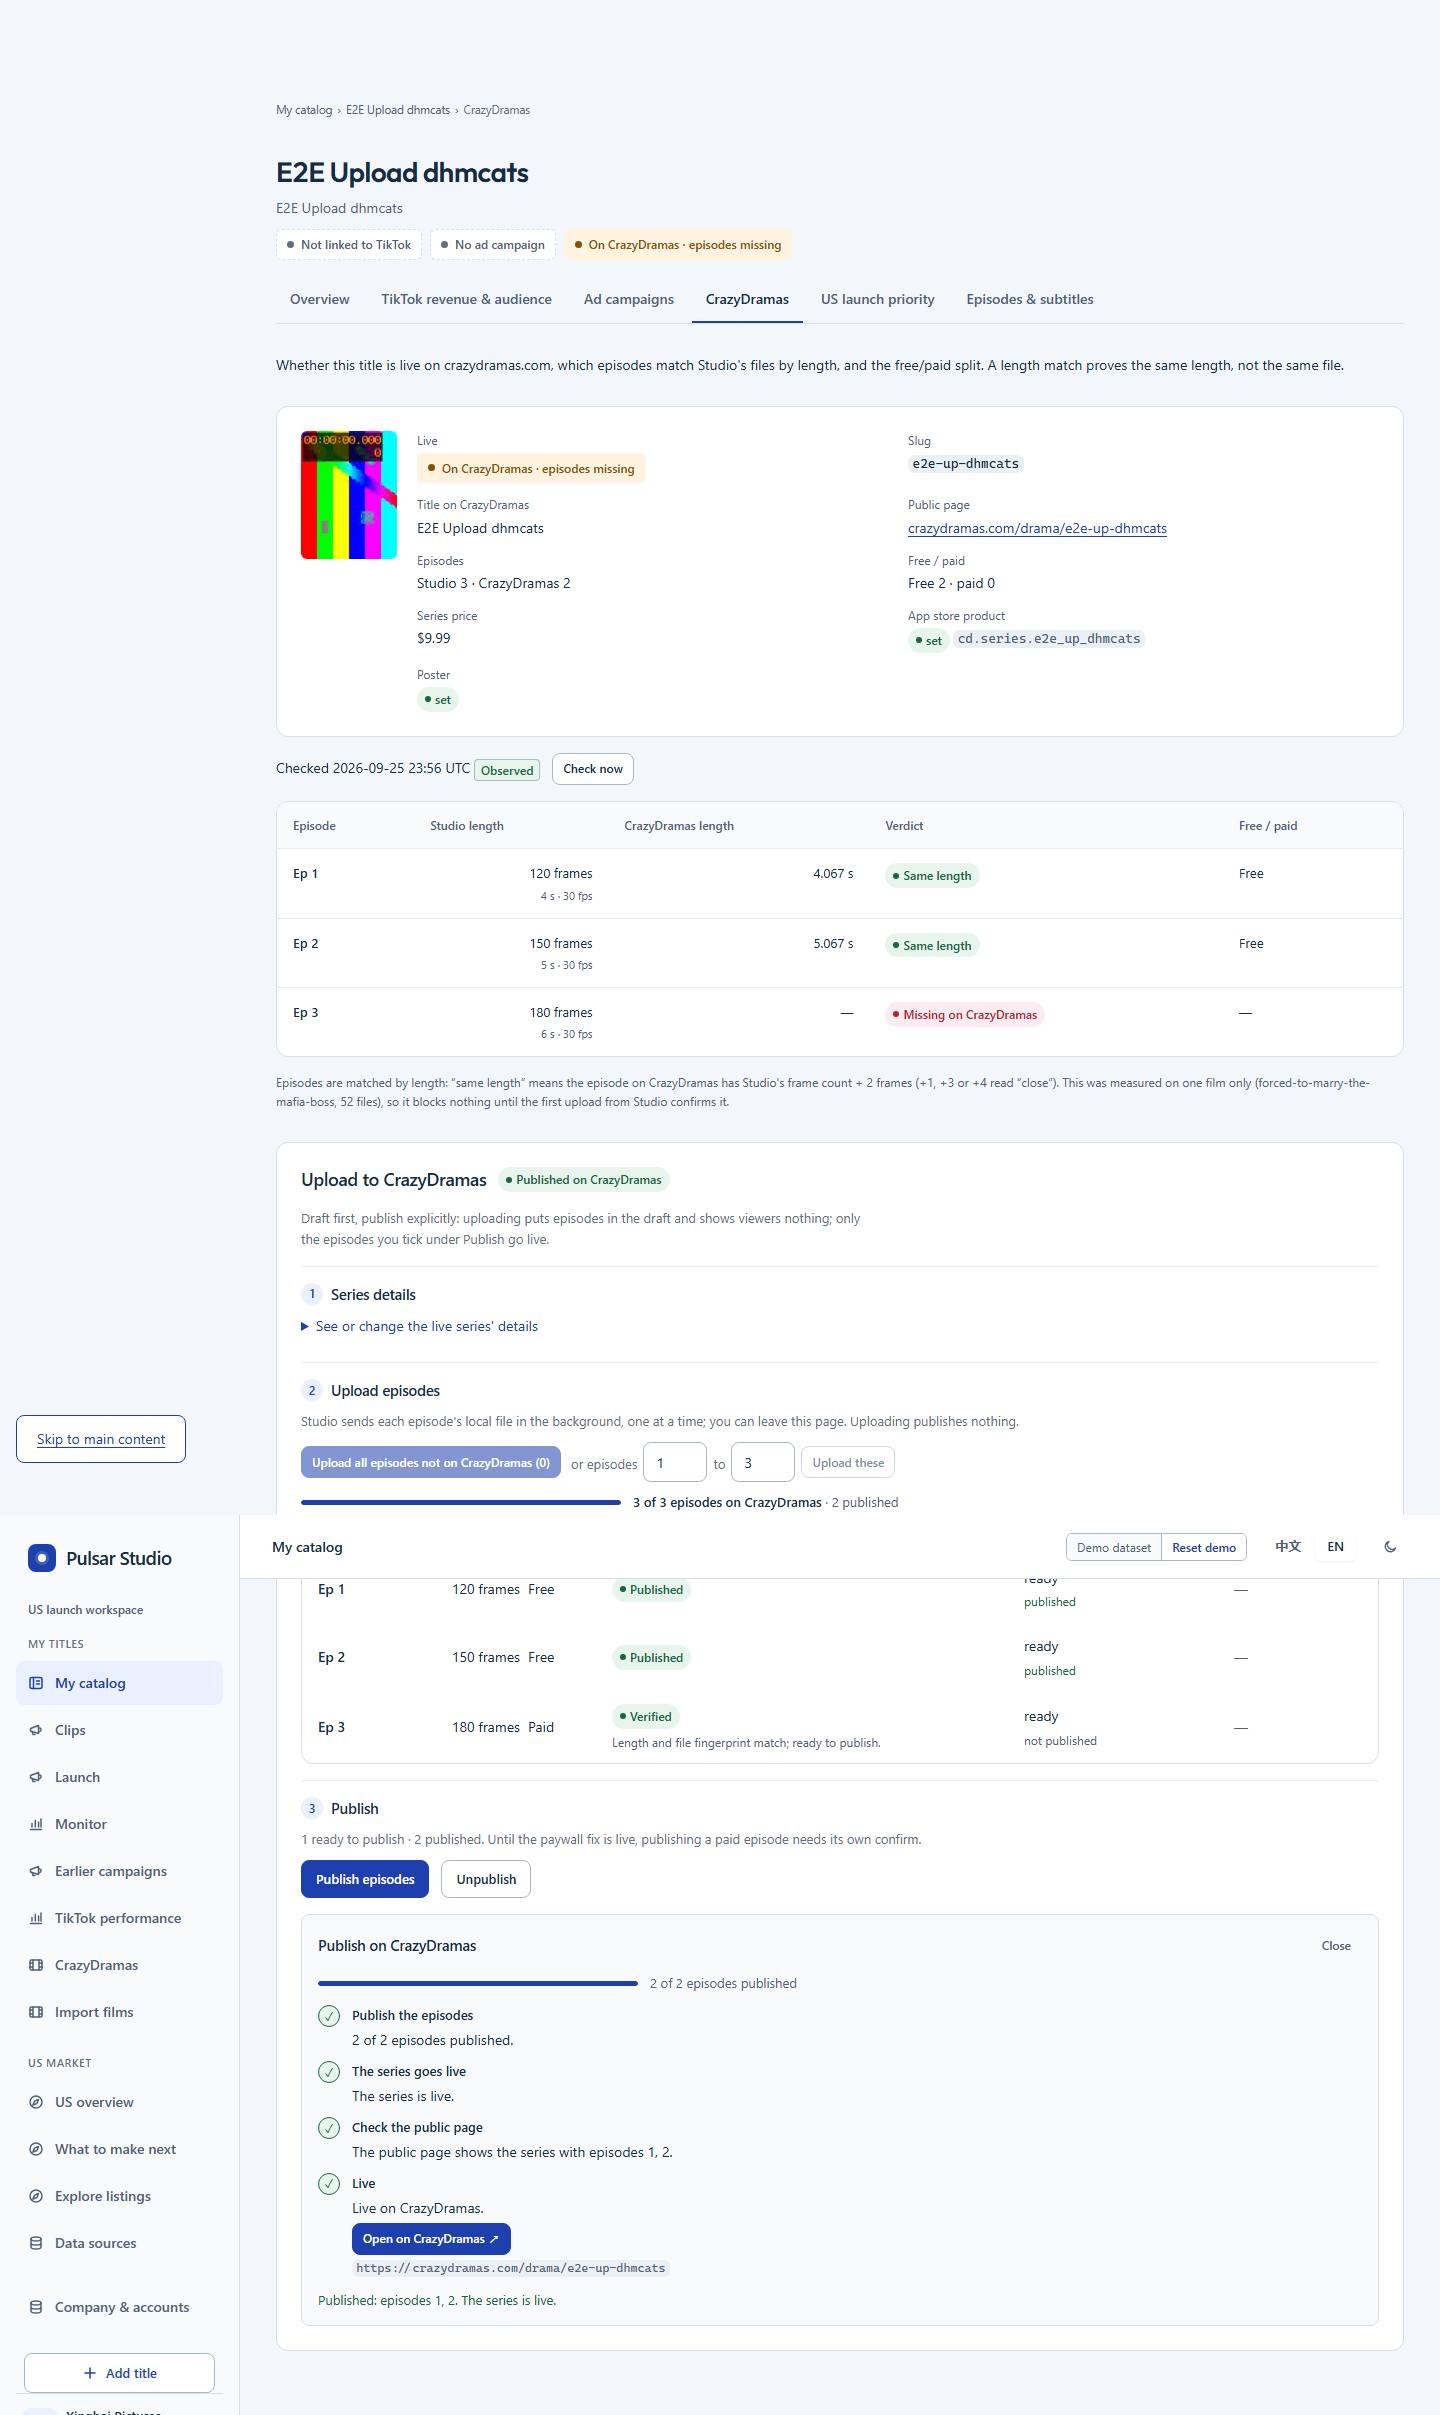 My catalog › E2E Upload dhmcats › CrazyDramas
E2E Upload dhmcats
E2E Upload dhmcats
Not linked to TikTok
No ad campaign
On CrazyDramas · episodes missing
Overview
TikTok revenue & audience
Ad campaigns
CrazyDramas
US launch priority
Episodes & subtitles
Whether this title is live on crazydramas.com, which episodes match Studio's files by length, and the free/paid split. A length match proves the same length, not the same file.
00:00:00.000
0
Live
On CrazyDramas · episodes missing
Slug
e2e-up-dhmcats
Title on CrazyDramas
E2E Upload dhmcats
Public page
crazydramas.com/drama/e2e-up-dhmcats
Episodes
Studio 3 · CrazyDramas 2
Free / paid
Free 2 · paid 0
Series price
$9.99
App store product
set cd.series.e2e_up_dhmcats
Poster
set
Checked 2026-09-25 23:56 UTC Observed Check now
Episode Studio length CrazyDramas length Verdict Free / paid
Ep 1 120 frames 4.067 s Same length Free
4 s · 30 fps
Ep 2 150 frames 5.067 s Same length Free
5 s · 30 fps
Ep 3 180 frames — Missing on CrazyDramas —
6 s · 30 fps
Episodes are matched by length: “same length” means the episode on CrazyDramas has Studio's frame count + 2 frames (+1, +3 or +4 read “close”). This was measured on one film only (forced-to-marry-the-
mafia-boss, 52 files), so it blocks nothing until the first upload from Studio confirms it.
Upload to CrazyDramas Published on CrazyDramas
Draft first, publish explicitly: uploading puts episodes in the draft and shows viewers nothing; only
the episodes you tick under Publish go live.
1 Series details
See or change the live series' details
2 Upload episodes
Studio sends each episode's local file in the background, one at a time; you can leave this page. Uploading publishes nothing.
Skip to main content
Upload all episodes not on CrazyDramas (0) or episodes 1 to 3 Upload these
3 of 3 episodes on CrazyDramas · 2 published
Pulsar Studio
My catalog
Demo dataset Reset demo
中文 EN
US launch workspace
MY TITLES
My catalog
Clips
Launch
Monitor
Earlier campaigns
TikTok performance
CrazyDramas
Import films
US MARKET
US overview
What to make next
Explore listings
Data sources
Company & accounts
Add title
Ep 1 120 frames Free Published ready —
published
Ep 2 150 frames Free Published ready —
published
Ep 3 180 frames Paid Verified ready —
Length and file fingerprint match; ready to publish. not published
3 Publish
1 ready to publish · 2 published. Until the paywall fix is live, publishing a paid episode needs its own confirm.
Publish episodes Unpublish
Publish on CrazyDramas Close
2 of 2 episodes published
Publish the episodes
2 of 2 episodes published.
The series goes live
The series is live.
Check the public page
The public page shows the series with episodes 1, 2.
Live
Live on CrazyDramas.
Open on CrazyDramas ↗
https://crazydramas.com/drama/e2e-up-dhmcats
Published: episodes 1, 2. The series is live.